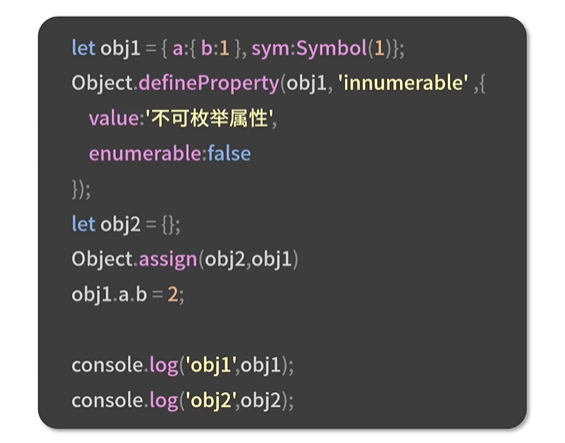 let obj1 = { a:{ b:1 }, sym:Symbol(1)};
Object.defineProperty(obj1, 'innumerable' ,{
value:'不可枚举属性',
enumerable:false
});
let obj2 = {};
Object.assign(obj2,obj1)
obj1.a.b = 2;
console.log('obj1',obj1);
console.log('obj2',obj2);